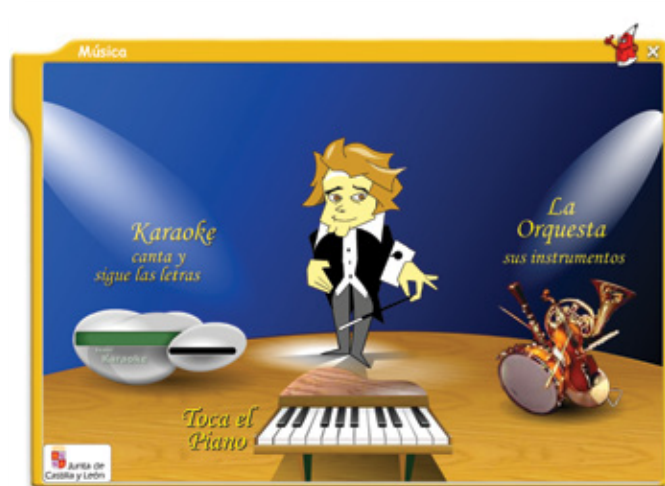 Música
Karaoke
canta y
sigue las letras
La
Orquesta
sus instrumentos
Karaoke
Toca el
Piano
Junta de
Castilla y León